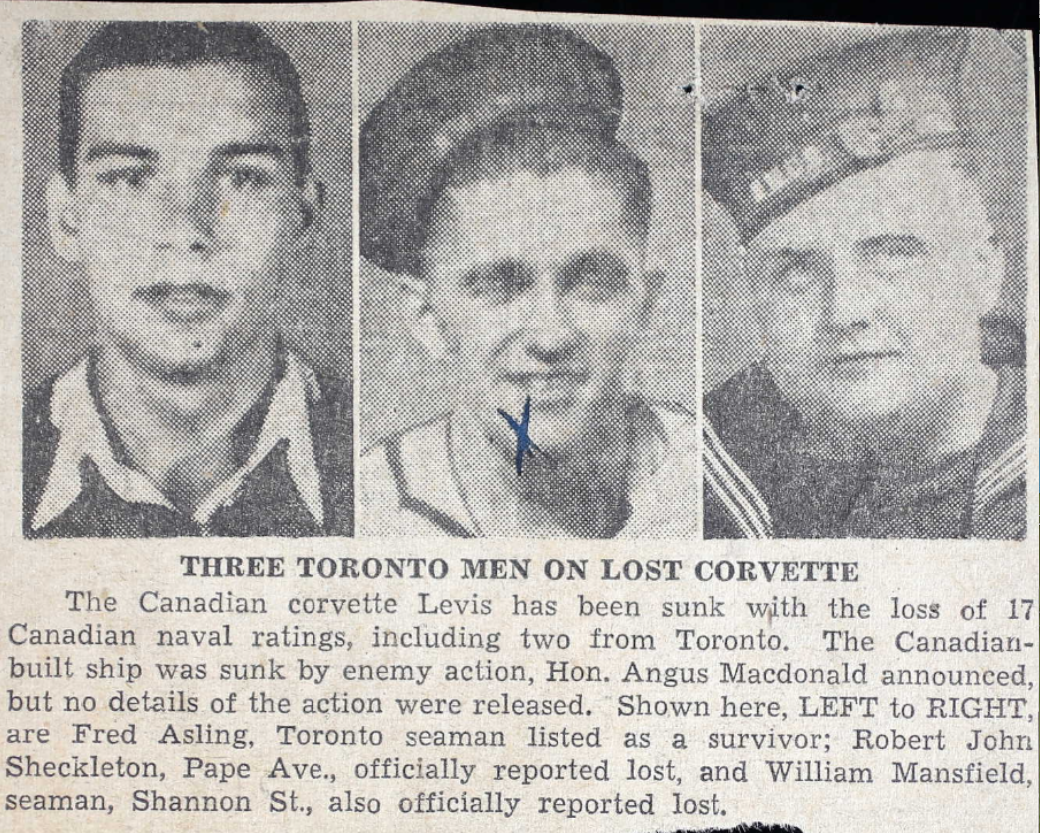 THREE TORONTO MEN ON LOST CORVETTE
The Canadian corvette Levis has been sunk with the loss of 17
Canadian naval ratings, including two from Toronto. The Canadian-
built ship was sunk by enemy action, Hon. Angus Macdonald announced,
but no details of the action were released. Shown here, LEFT to RIGHT,
are Fred Asling, Toronto seaman listed as a survivor; Robert John
Sheckleton, Pape Ave., officially reported lost, and William Mansfield,
seaman, Shannon St., also officially reported lost.